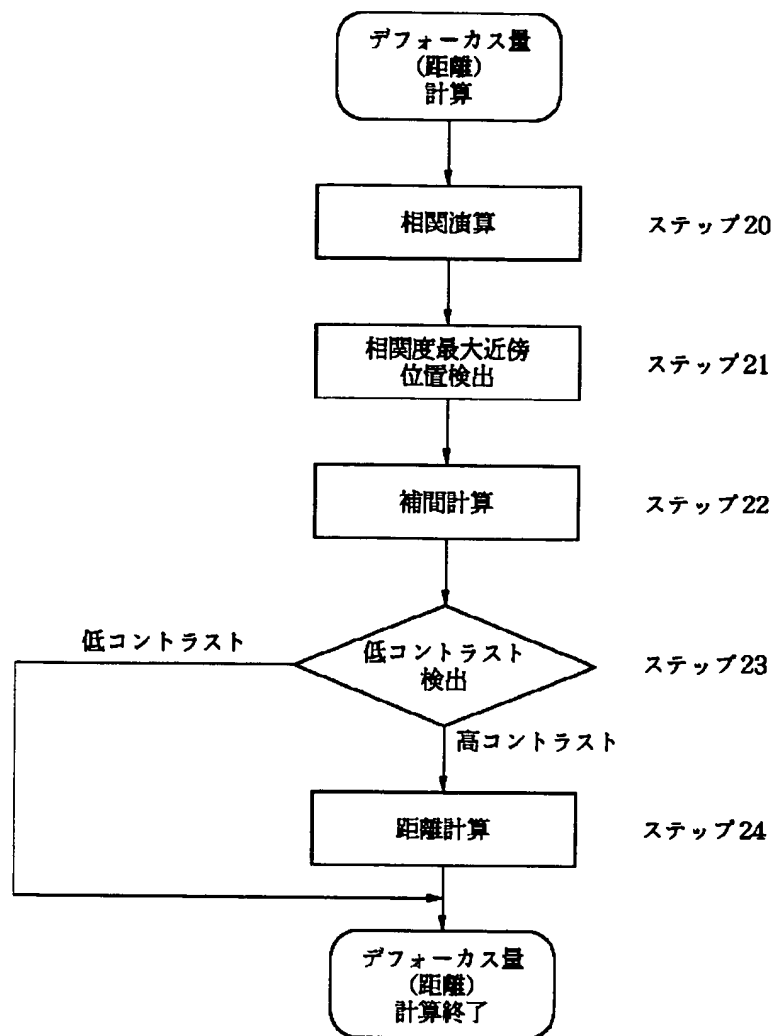 デフォーカス量
(距離)
計算
相関演算
ステップ20
相関度最大近傍
位置検出
ステップ21
補間計算
ステップ22
低コントラスト
低コントラスト
検出
ステップ23
高コントラスト
距離計算
ステップ24
デフォーカス量
(距離)
計算終了